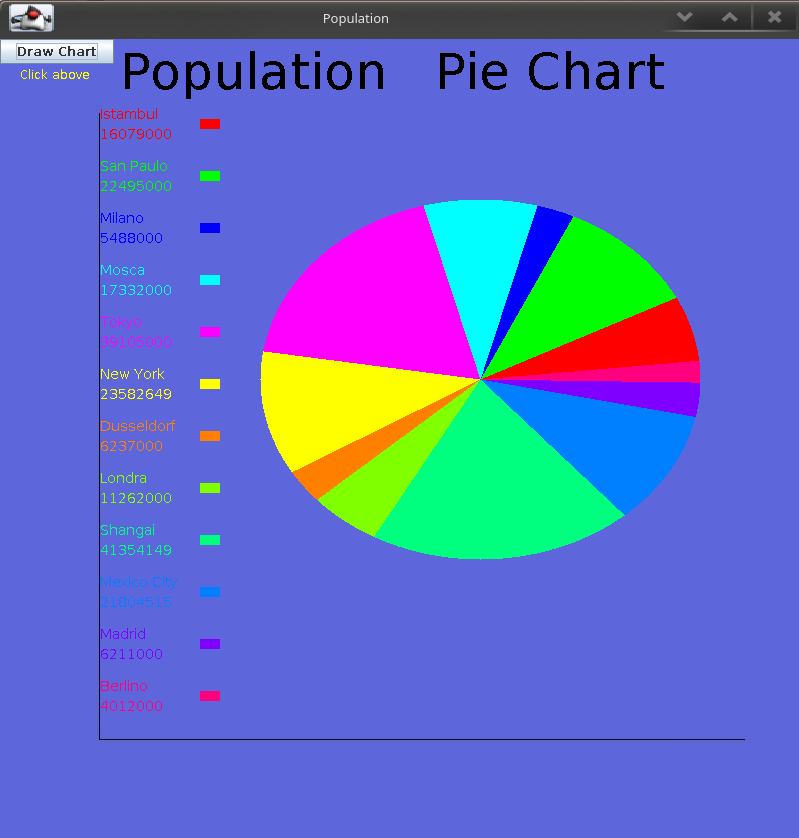 Population
Draw Chart
Click above
Population Pie Chart
Istambul
16079000
San Paulo
22495000
Milano
5488000
Mosca
17332000
Tokyo
New York
23582649
Dusseldorf
6237000
Londra
11262000
Shangai
41354149
Mexico City
21804515
Madrid
6211000
Berlino
4012000